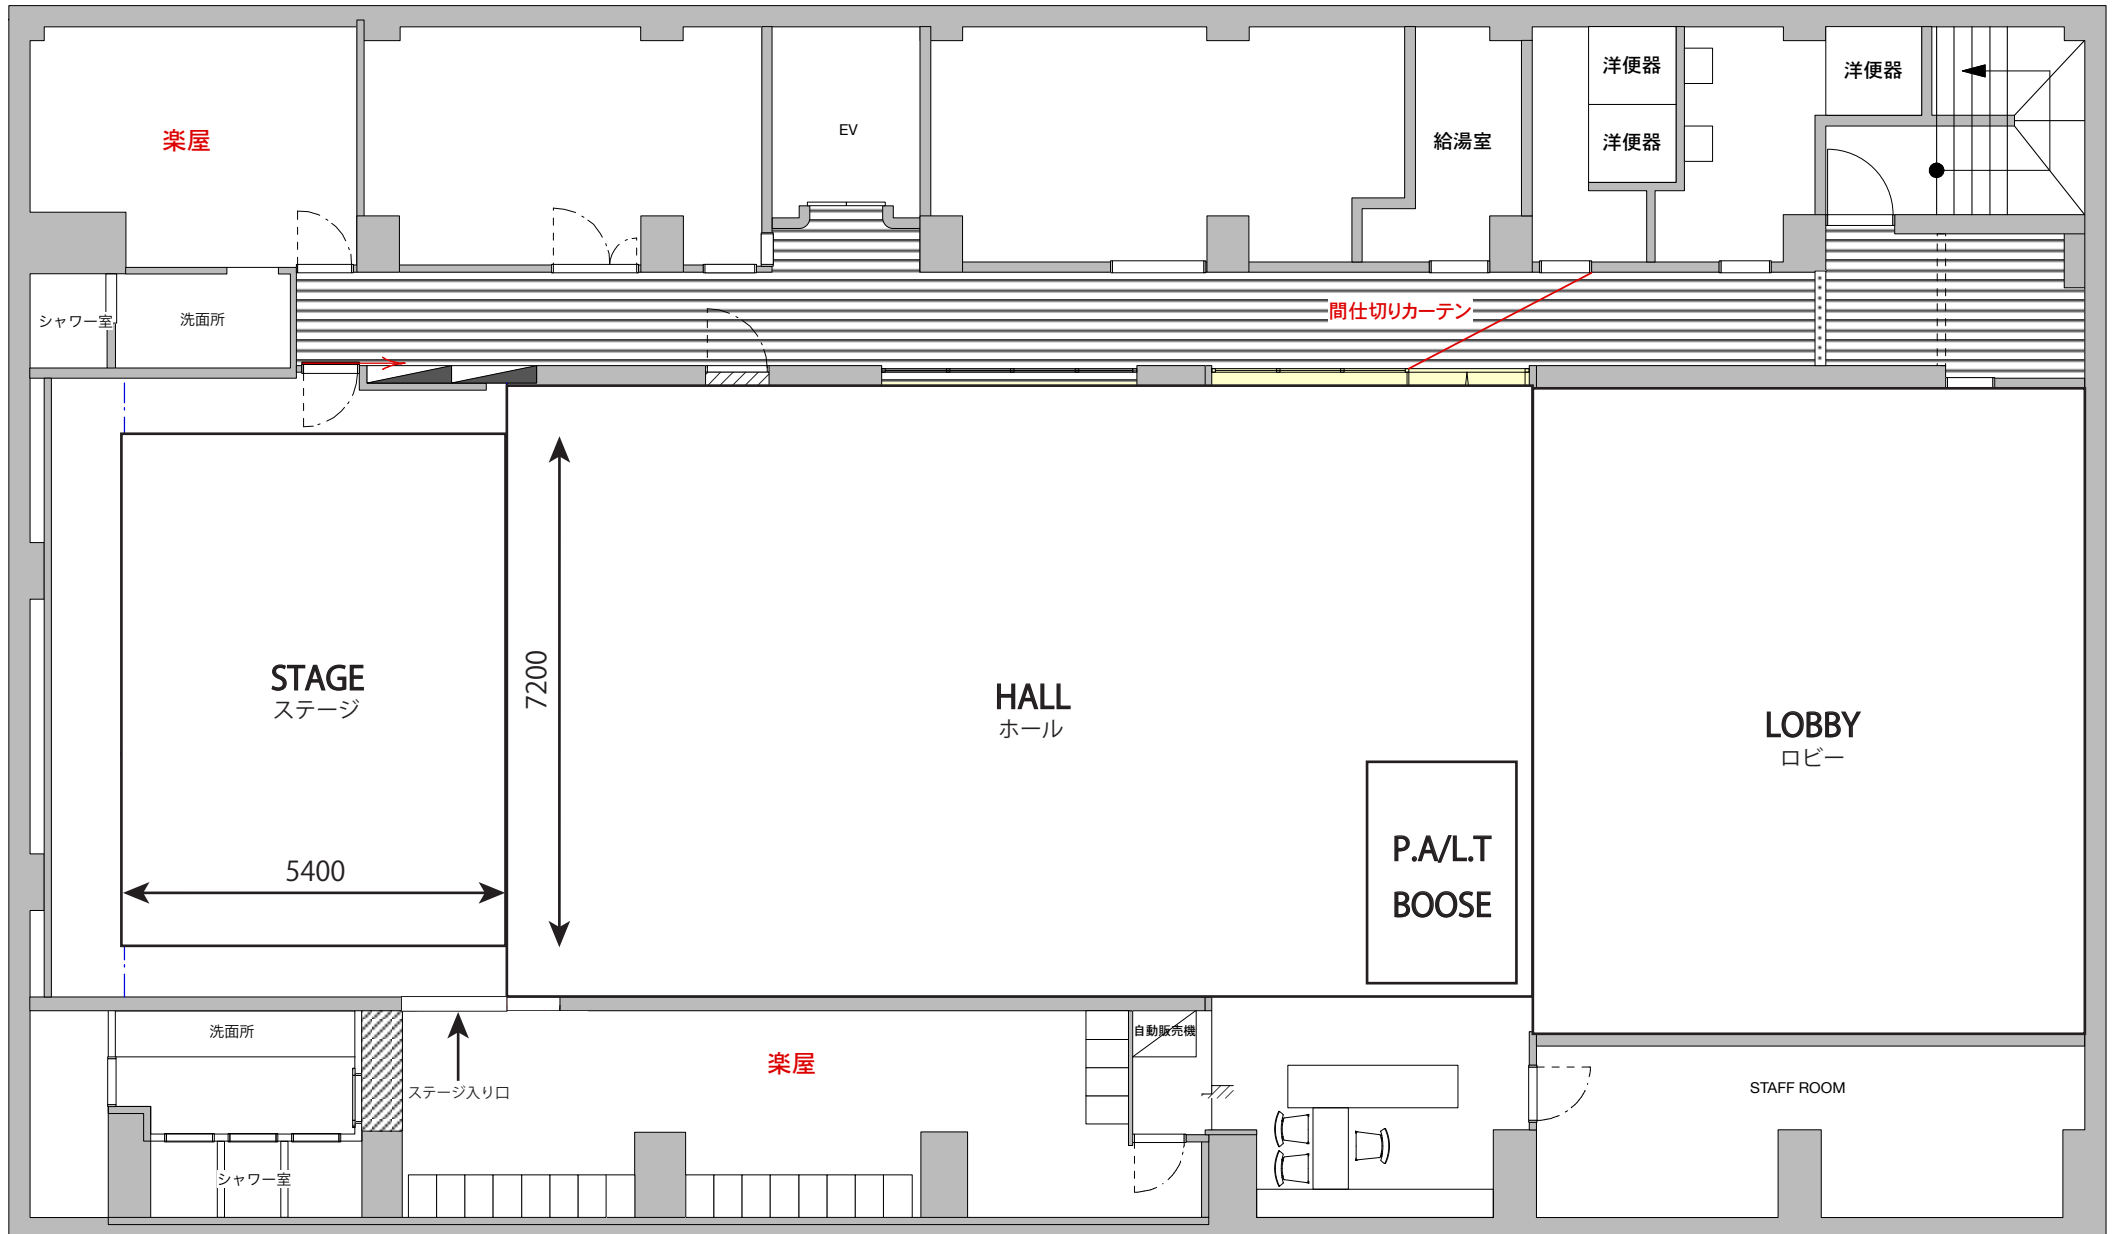 洋便器
洋便器
EV
楽屋
給湯室
洋便器
間仕切りカーテン
シャワー室
洗面所
STAGE
ステージ
7200
HALL
ホール
LOBBY
ロビー
5400
P.A/L.T
BOOSE
洗面所
自動販売機
楽屋
ステージ入り口
STAFF ROOM
シャワー室